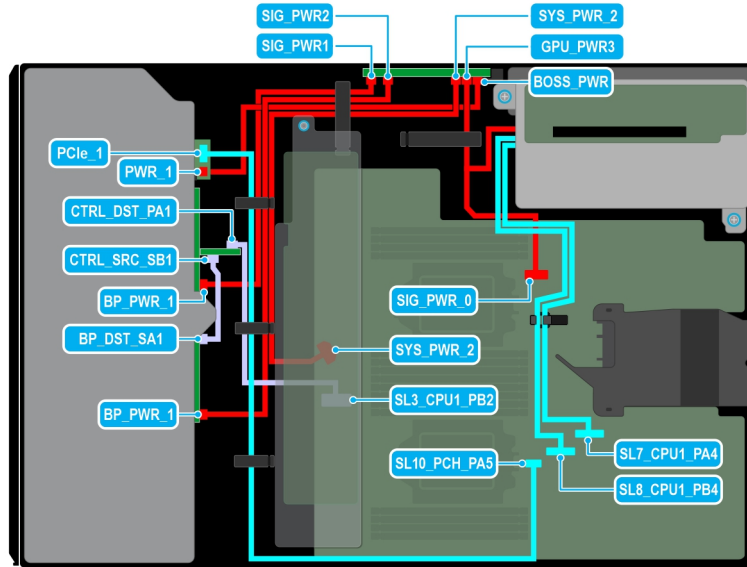 SIG_PWR2
SYS_PWR_2
SIG_PWR1
GPU_PWR3
BOSS_PWR
PCIe_1
PWR_1
CTRL_DST_PA1
CTRL_SRC_SB1
BP_PWR_1
SIG_PWR_0
BP_DST_SA1
SYS_PWR_2
SL3_CPU1_PB2
BP_PWR_1
SL7_CPU1_PA4
SL10_PCH_PA5
SL8_CPU1_PB4